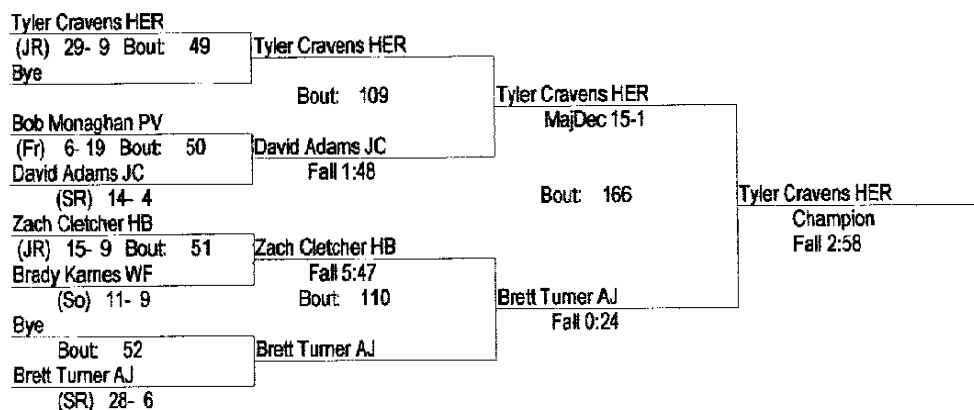 Tyler Cravens HER
(JR) 29- 9 Bout: 49
Bye
Tyler Cravens HER
Bout: 109
Bob Monaghan PV
(Fr) 6- 19 Bout: 50
David Adams JC
(SR) 14- 4
David Adams JC
Fall 1:48
Tyler Cravens HER
MajDec 15-1
Bout: 166
Zach Cletcher HB
(JR) 15- 9 Bout: 51
Brady Karnes WF
(So) 11- 9
Zach Cletcher HB
Fall 5:47
Bout: 110
Bye
Bout: 52
Brett Turner AJ
(SR) 28- 6
Brett Turner AJ
Brett Turner AJ
Fall 0:24
Tyler Cravens HER
Champion
Fall 2:58